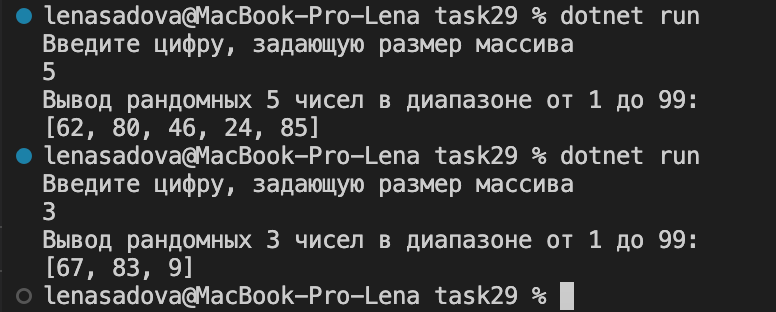 lenasadova@MacBook-Pro-Lena task29 % dotnet run
Введите цифру, задающую размер массива
5
Вывод рандомных 5 чисел в диапазоне от 1 до 99:
[62, 80, 46, 24, 85]
lenasadova@MacBook-Pro-Lena task29 % dotnet run
Введите цифру, задающую размер массива
3
Вывод рандомных 3 чисел в диапазоне от 1 до 99:
[67, 83, 9]
lenasadova@MacBook-Pro-Lena task29 %